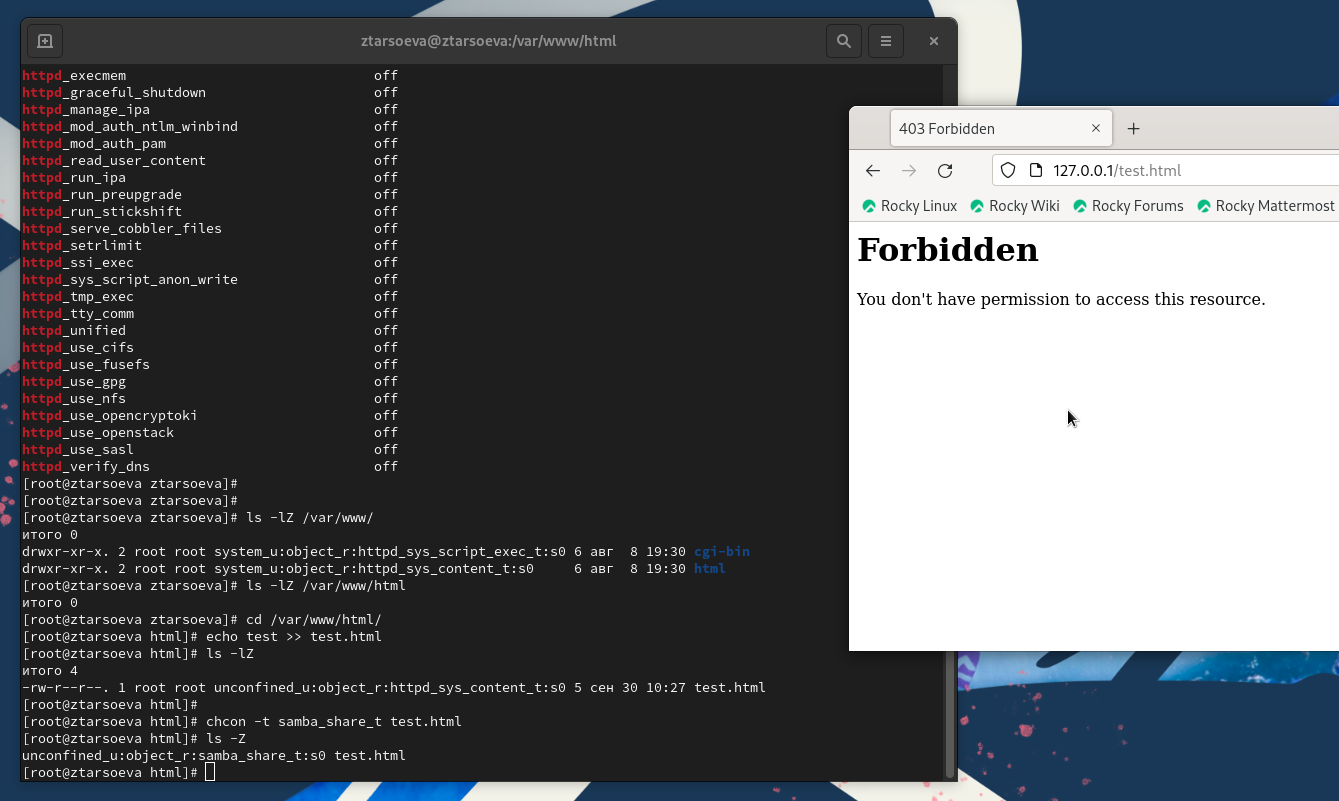 ztarsoeva@ztarsoeva:/var/www/html
httpd_execmem                               off
httpd_graceful_shutdown                     off
httpd_manage_ipa                            off
httpd_mod_auth_ntlm_winbind                 off
httpd_mod_auth_pam                          off
httpd_read_user_content                     off
httpd_run_ipa                               off
httpd_run_preupgrade                        off
httpd_run_stickshift                        off
httpd_serve_cobbler_files                   off
httpd_setrlimit                             off
httpd_ssi_exec                              off
httpd_sys_script_anon_write                 off
httpd_tmp_exec                              off
httpd_tty_comm                              off
httpd_unified                               off
httpd_use_cifs                              off
httpd_use_fusefs                            off
httpd_use_gpg                               off
httpd_use_nfs                               off
httpd_use_opencryptoki                      off
httpd_use_openstack                         off
httpd_use_sasl                              off
httpd_verify_dns                            off
[root@ztarsoeva ztarsoeva]#
[root@ztarsoeva ztarsoeva]#
[root@ztarsoeva ztarsoeva]# ls -lZ /var/www/
итого 0
drwxr-xr-x. 2 root root system_u:object_r:httpd_sys_script_exec_t:s0 6 авг  8 19:30 cgi-bin
drwxr-xr-x. 2 root root system_u:object_r:httpd_sys_content_t:s0     6 авг  8 19:30 html
[root@ztarsoeva ztarsoeva]# ls -lZ /var/www/html
итого 0
[root@ztarsoeva ztarsoeva]# cd /var/www/html/
[root@ztarsoeva html]# echo test >> test.html
[root@ztarsoeva html]# ls -lZ
итого 4
-rw-r--r--. 1 root root unconfined_u:object_r:httpd_sys_content_t:s0 5 сен 30 10:27 test.html
[root@ztarsoeva html]#
[root@ztarsoeva html]# chcon -t samba_share_t test.html
[root@ztarsoeva html]# ls -Z
unconfined_u:object_r:samba_share_t:s0 test.html
[root@ztarsoeva html]#
403 Forbidden
127.0.0.1/test.html
Rocky Linux Rocky Wiki Rocky Forums Rocky Mattermost
Forbidden
You don't have permission to access this resource.